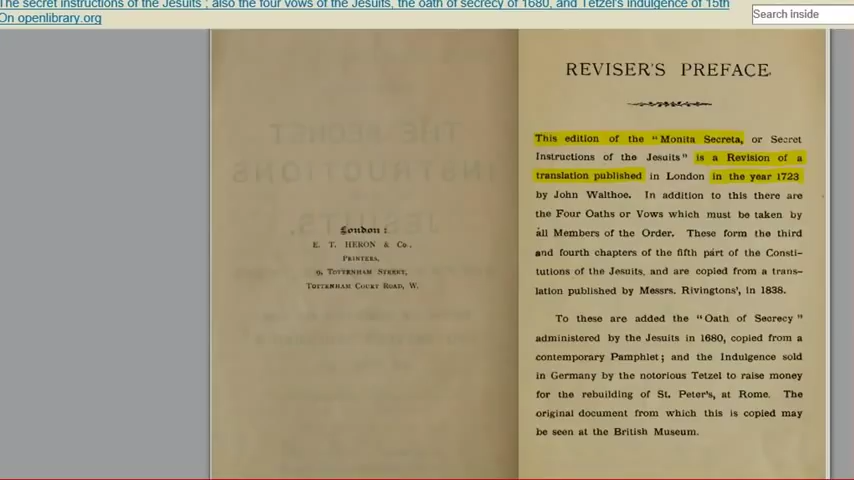 The secret instructions of the Jesuits ; also the four vows of the Jesuits, the oath of secrecy of 1680, and Tetzel's indulgence of 15th
On openlibrary.org
Search inside
London :
E. T. HERON & Co.,
PRINTERS,
9, TOTTENHAM STREET,
TOTTENHAM COURT ROAD, W.
REVISER'S PREFACE.
This edition of the "Monita Secreta, or Secret
Instructions of the Jesuits" is a Revision of a
translation published in London in the year 1723
by John Walthoe. In addition to this there are
the Four Oaths or Vows which must be taken by
all Members of the Order. These form the third
and fourth chapters of the fifth part of the Consti-
tutions of the Jesuits, and are copied from a trans-
lation published by Messrs. Rivingtons', in 1838.
To these are added the "Oath of Secrecy"
administered by the Jesuits in 1680, copied from a
contemporary Pamphlet; and the Indulgence sold
in Germany by the notorious Tetzel to raise money
for the rebuilding of St. Peter's, at Rome. The
original document from which this is copied may
be seen at the British Museum.